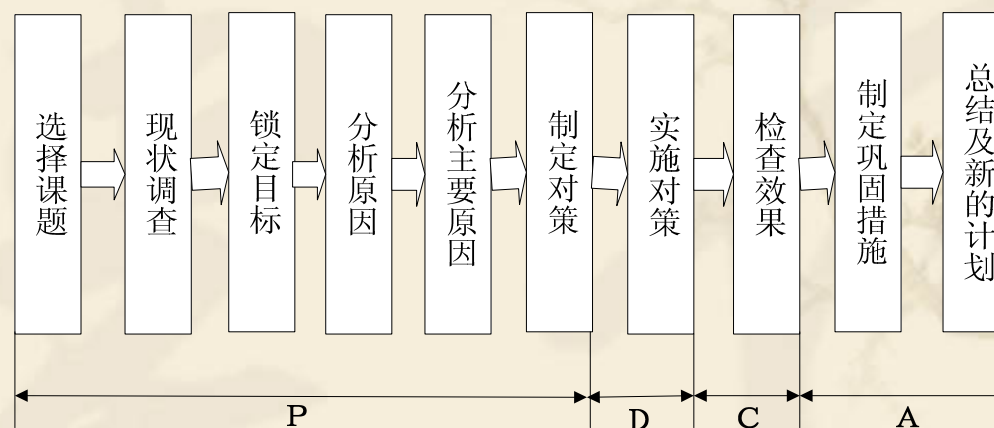 选择课题
现状调查
锁定目标
分析原因
分析主要原因
制定对策
实施对策
检查效果
制定巩固措施
总结及新的计划
P
D
C
A